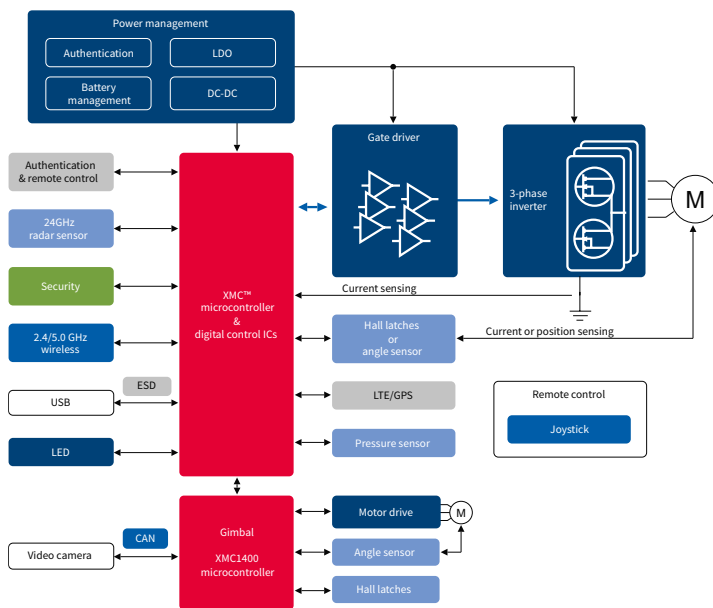 Power management
Authentication
LDO
Battery
management
DC-DC
Gate driver
3-phase
inverter
M
Authentication
& remote control
24GHz
radar sensor
Security
2.4/5.0 GHz
wireless
USB
ESD
LED
XMC™
microcontroller
&
digital control ICs
Current sensing
Hall latches
or
angle sensor
Current or position sensing
LTE/GPS
Pressure sensor
Remote control
Joystick
Gimbal
XMC1400
microcontroller
Video camera
CAN
Motor drive
M
Angle sensor
Hall latches